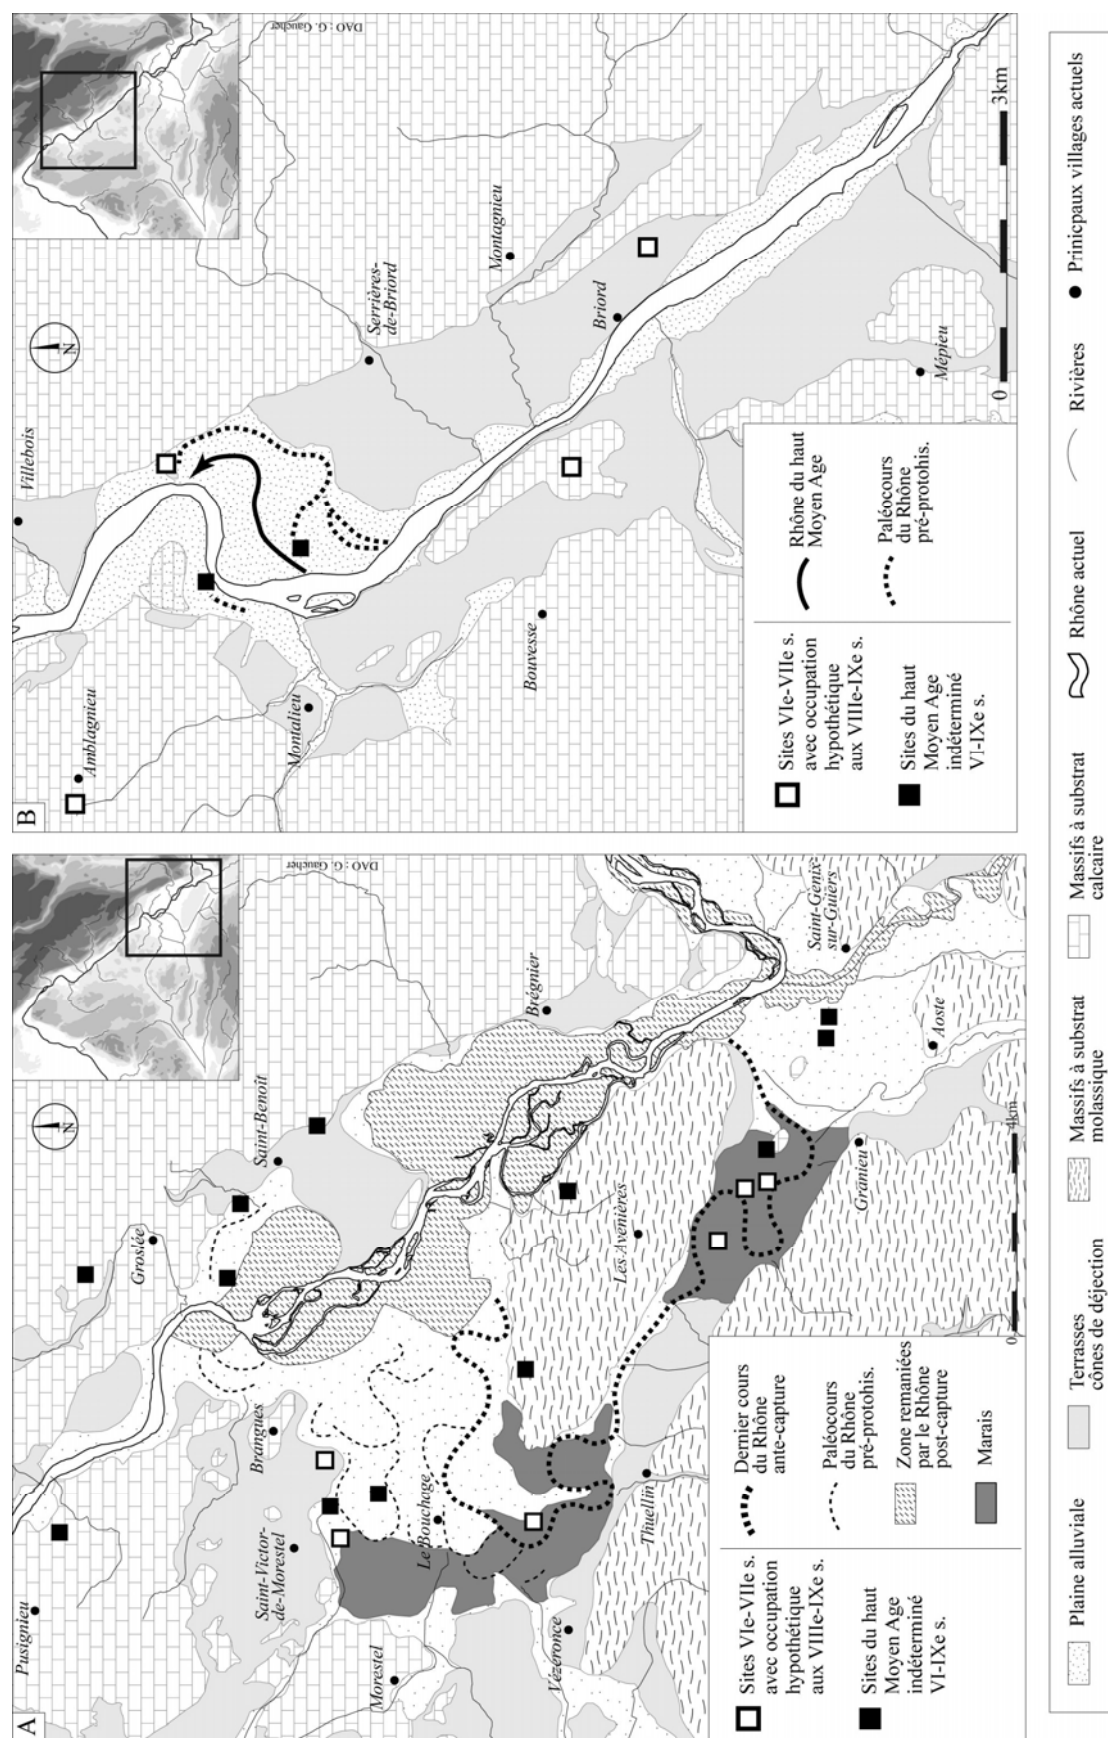 A
DAO : G. Gaucher
N
Pusignieu
Groslée
Saint-Benoît
Brangues
Saint-Victor-
de-Morestel
Brégnier
Morestel
Le Bouchage
Vézeronce
Les Avenières
Thuellin
Saint-Genix-
sur-Guiers
Aoste
Granieu
0
4km
Sites VIe-VIIe s.
avec occupation
hypothétique
aux VIIIe-IXe s.
Sites du haut
Moyen Age
indéterminé
VI-IXe s.
Dernier cours
du Rhône
ante-capture
Paléocours
du Rhône
pré-protohis.
Zone remaniées
par le Rhône
post-capture
Marais
B
DAO : G. Gaucher
N
Amblagnieu
Villebois
Serrières-
de-Briord
Montalieu
Montagnieu
Bouvesse
Briord
Mépieu
0
3km
Sites VIe-VIIe s.
avec occupation
hypothétique
aux VIIIe-IXe s.
Sites du haut
Moyen Age
indéterminé
VI-IXe s.
Rhône du haut
Moyen Age
Paléocours
du Rhône
pré-protohis.
Plaine alluviale
Terrasses
cônes de déjection
Massifs à substrat
molassique
Massifs à substrat
calcaire
Rhône actuel
Rivières
Prinicpaux villages actuels